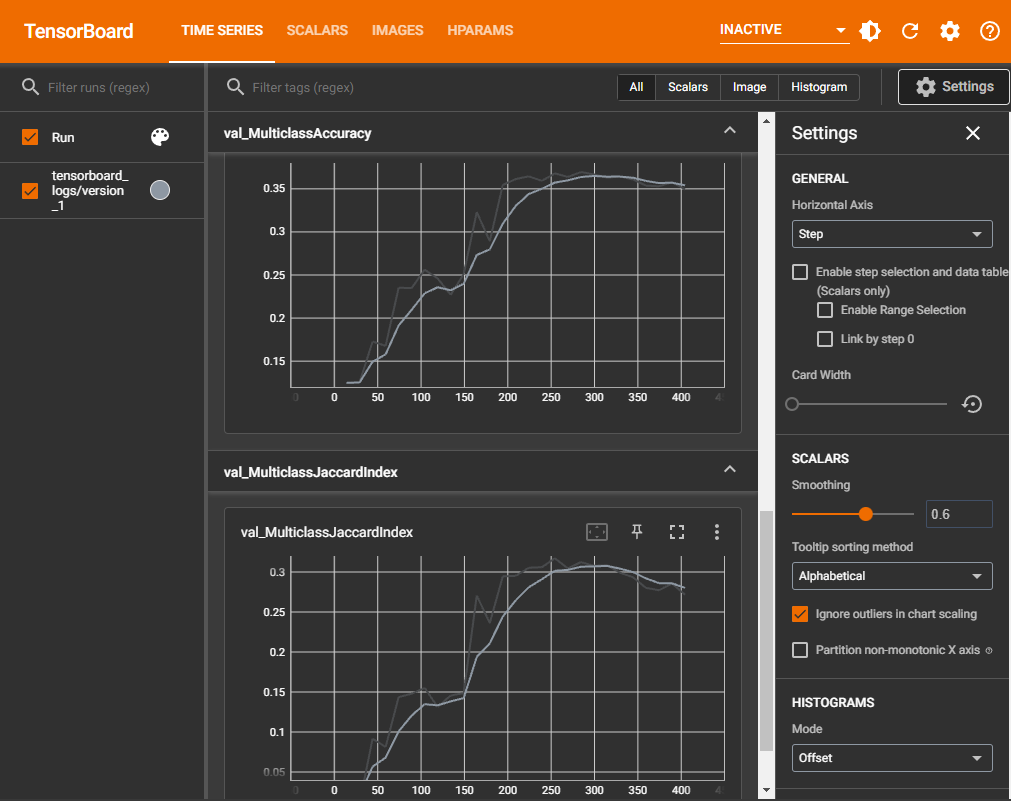 TensorBoard
TIME SERIES
SCALARS
IMAGES
HPARAMS
INACTIVE
Filter runs (regex)
Filter tags (regex)
All
Scalars
Image
Histogram
Settings
Run
tensorboard_
logs/version
_1
val_MulticlassAccuracy
0.35
0.3
0.25
0.2
0.15
0 50 100 150 200 250 300 350 400
val_MulticlassJaccardIndex
val_MulticlassJaccardIndex
0.3
0.25
0.2
0.15
0.1
0.05
0 50 100 150 200 250 300 350 400
Settings
GENERAL
Horizontal Axis
Step
Enable step selection and data table
(Scalars only)
Enable Range Selection
Link by step 0
Card Width
SCALARS
Smoothing
0.6
Tooltip sorting method
Alphabetical
Ignore outliers in chart scaling
Partition non-monotonic X axis
HISTOGRAMS
Mode
Offset